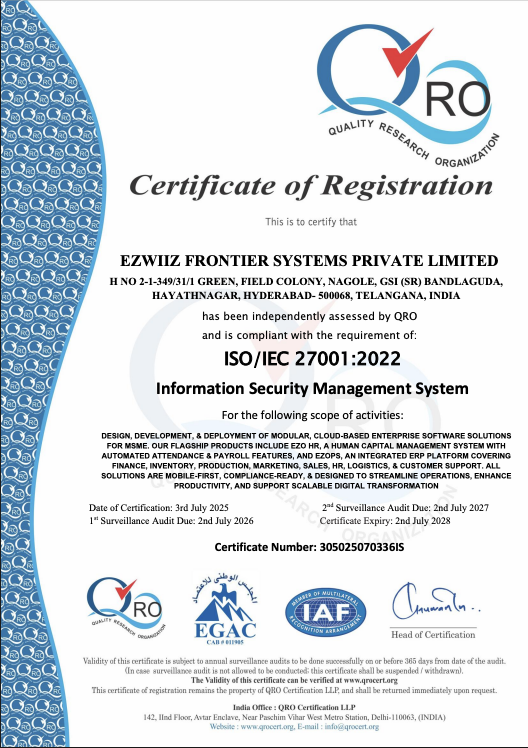 QRO
QUALITY RESEARCH ORGANIZATION
Certificate of Registration
This is to certify that
EZWIIZ FRONTIER SYSTEMS PRIVATE LIMITED
H NO 2-1-349/31/1 GREEN, FIELD COLONY, NAGOLE, GSI (SR) BANDLAGUDA,
HAYATHNAGAR, HYDERABAD- 500068, TELANGANA, INDIA
has been independently assessed by QRO
and is compliant with the requirement of:
ISO/IEC 27001:2022
Information Security Management System
For the following scope of activities:
DESIGN, DEVELOPMENT, & DEPLOYMENT OF MODULAR, CLOUD-BASED ENTERPRISE SOFTWARE SOLUTIONS
FOR MSME. OUR FLAGSHIP PRODUCTS INCLUDE EZO HR, A HUMAN CAPITAL MANAGEMENT SYSTEM WITH
AUTOMATED ATTENDANCE & PAYROLL FEATURES, AND EZOPS, AN INTEGRATED ERP PLATFORM COVERING
FINANCE, INVENTORY, PRODUCTION, MARKETING, SALES, HR, LOGISTICS, & CUSTOMER SUPPORT. ALL
SOLUTIONS ARE MOBILE-FIRST, COMPLIANCE-READY, & DESIGNED TO STREAMLINE OPERATIONS, ENHANCE
PRODUCTIVITY, AND SUPPORT SCALABLE DIGITAL TRANSFORMATION
Date of Certification: 3rd July 2025 2nd Surveillance Audit Due: 2nd July 2027
1st Surveillance Audit Due: 2nd July 2026 Certificate Expiry: 2nd July 2028
Certificate Number: 305025070336IS
QRO
QUALITY RESEARCH ORGANIZATION
المجلس الوطني للاعتماد
EGAC
CAB # 011905
MEMBER OF MULTILATERAL
IAF
RECOGNITION ARRANGEMENT
Head of Certification
Validity of this certificate is subject to annual surveillance audits to be done successfully on or before 365 days from date of the audit.
(In case surveillance audit is not allowed to be conducted; this certificate shall be suspended / withdrawn).
The Validity of this certificate can be verified at www.qrocert.org
This certificate of registration remains the property of QRO Certification LLP, and shall be returned immediately upon request.
India Office : QRO Certification LLP
142, IInd Floor, Avtar Enclave, Near Paschim Vihar West Metro Station, Delhi-110063, (INDIA)
Website : www.qrocert.org, E-mail : info@qrocert.org